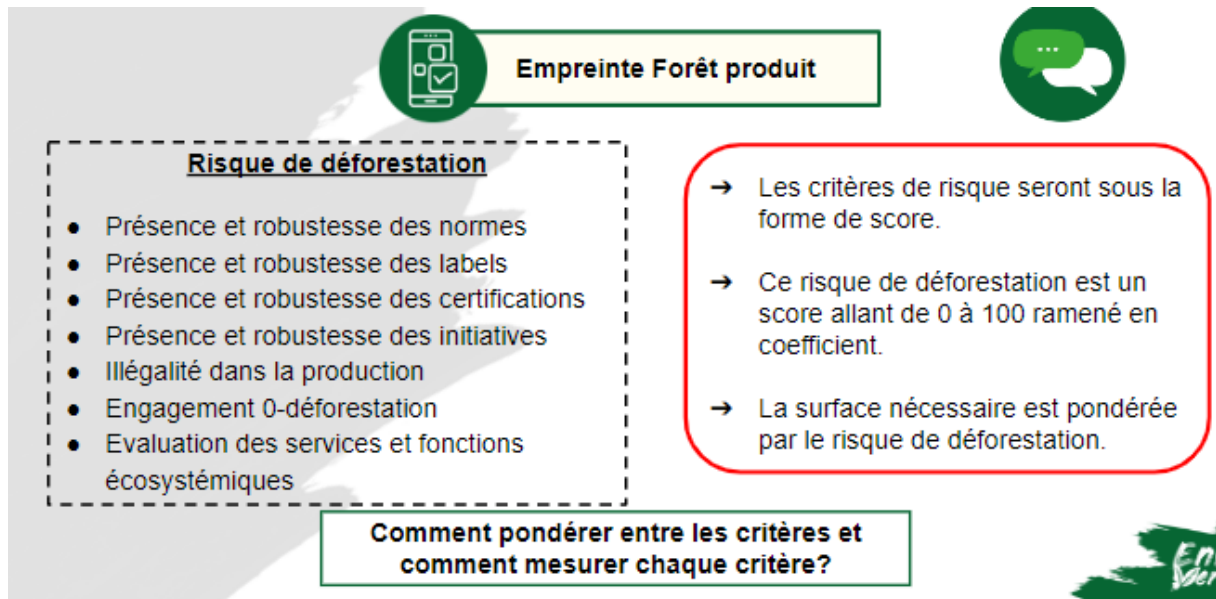 Empreinte Forêt produit
Risque de déforestation
● Présence et robustesse des normes
● Présence et robustesse des labels
● Présence et robustesse des certifications
● Présence et robustesse des initiatives
● Illégalité dans la production
● Engagement 0-déforestation
● Evaluation des services et fonctions
écosystémiques
➔ Les critères de risque seront sous la
forme de score.
➔ Ce risque de déforestation est un
score allant de 0 à 100 ramené en
coefficient.
➔ La surface nécessaire est pondérée
par le risque de déforestation.
Comment pondérer entre les critères et
comment mesurer chaque critère?